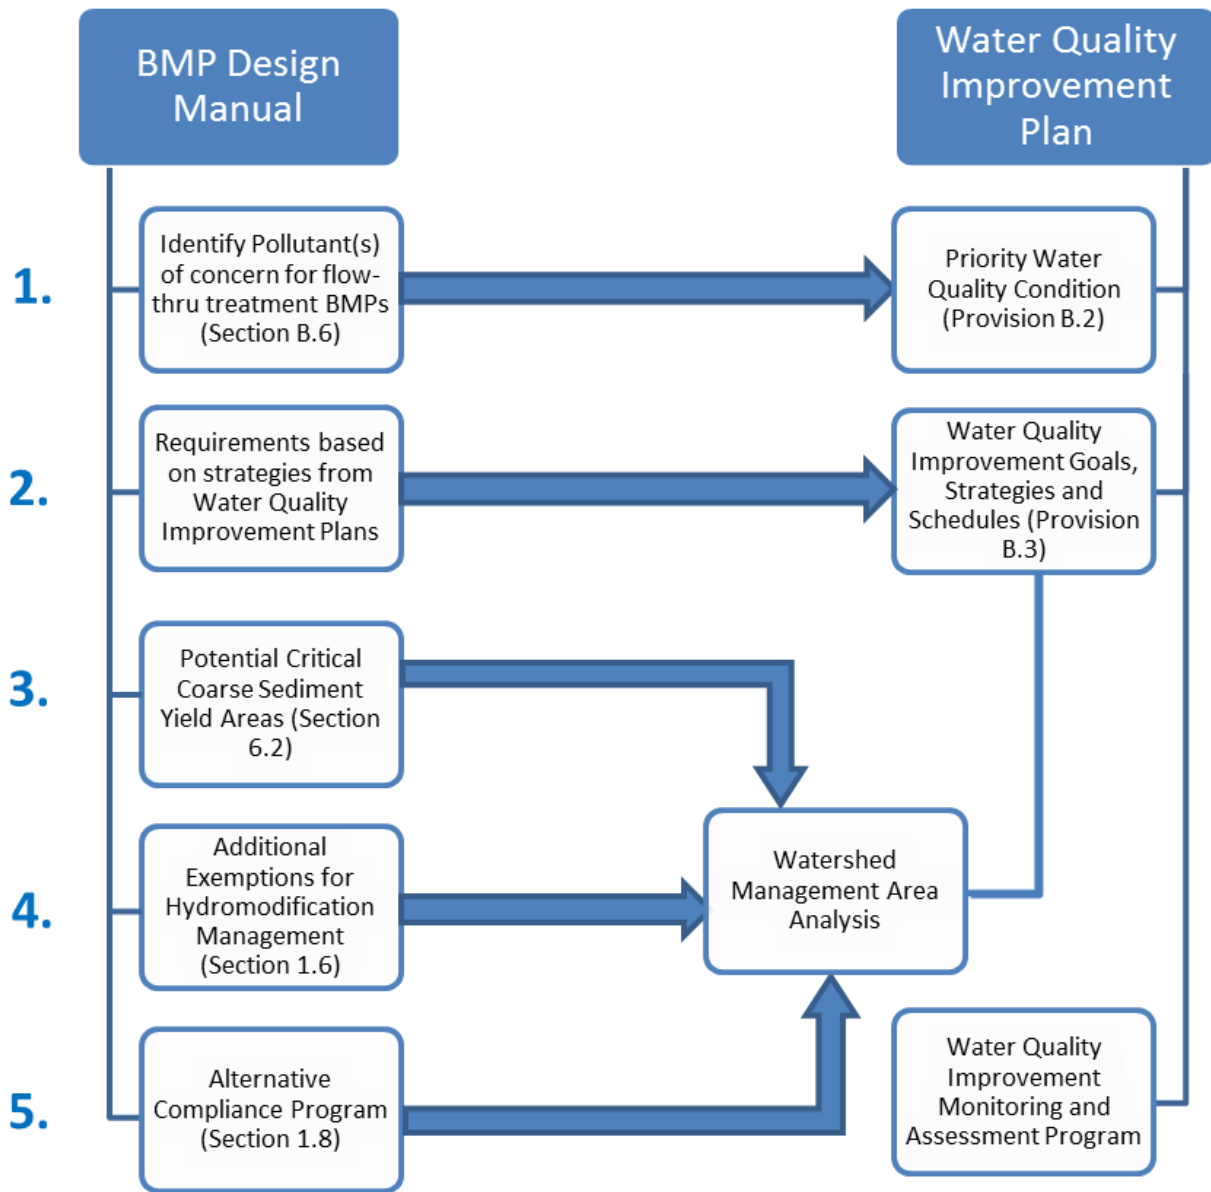 BMP Design
Manual
Water Quality
Improvement
Plan
1.
Identify Pollutant(s)
of concern for flow-
thru treatment BMPs
(Section B.6)
Priority Water
Quality Condition
(Provision B.2)
2.
Requirements based
on strategies from
Water Quality
Improvement Plans
Water Quality
Improvement Goals,
Strategies and
Schedules (Provision
B.3)
3.
Potential Critical
Coarse Sediment
Yield Areas (Section
6.2)
4.
Additional
Exemptions for
Hydromodification
Management
(Section 1.6)
Watershed
Management Area
Analysis
5.
Alternative
Compliance Program
(Section 1.8)
Water Quality
Improvement
Monitoring and
Assessment Program